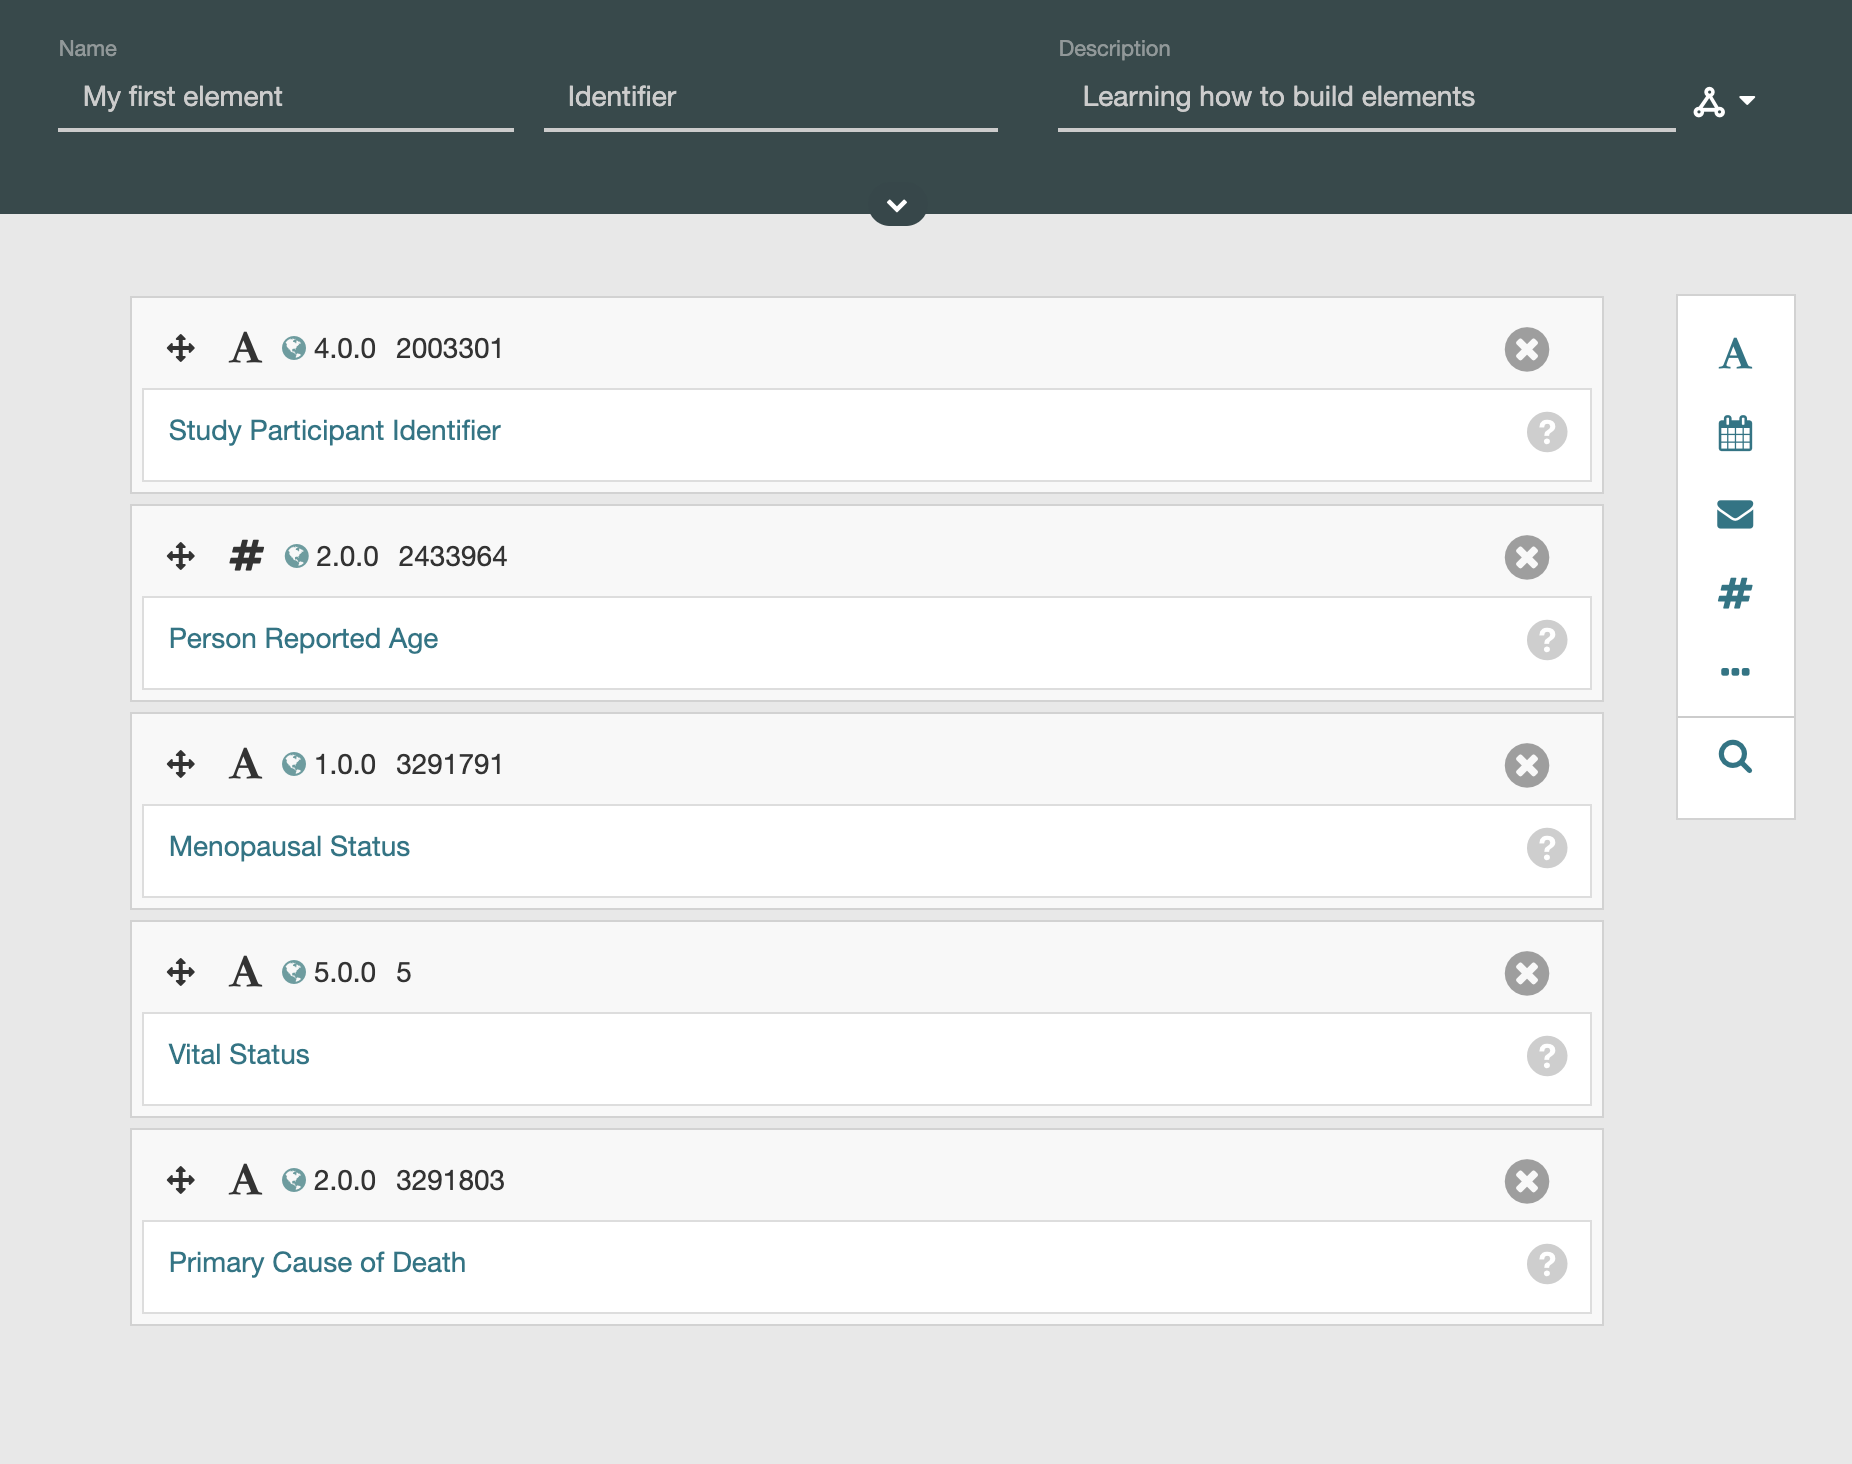 Name
Description
My first element
Identifier
Learning how to build elements
A 4.0.0 2003301
Study Participant Identifier
?
# 2.0.0 2433964
Person Reported Age
?
A 1.0.0 3291791
Menopausal Status
?
A 5.0.0 5
Vital Status
?
A 2.0.0 3291803
Primary Cause of Death
?
A
#